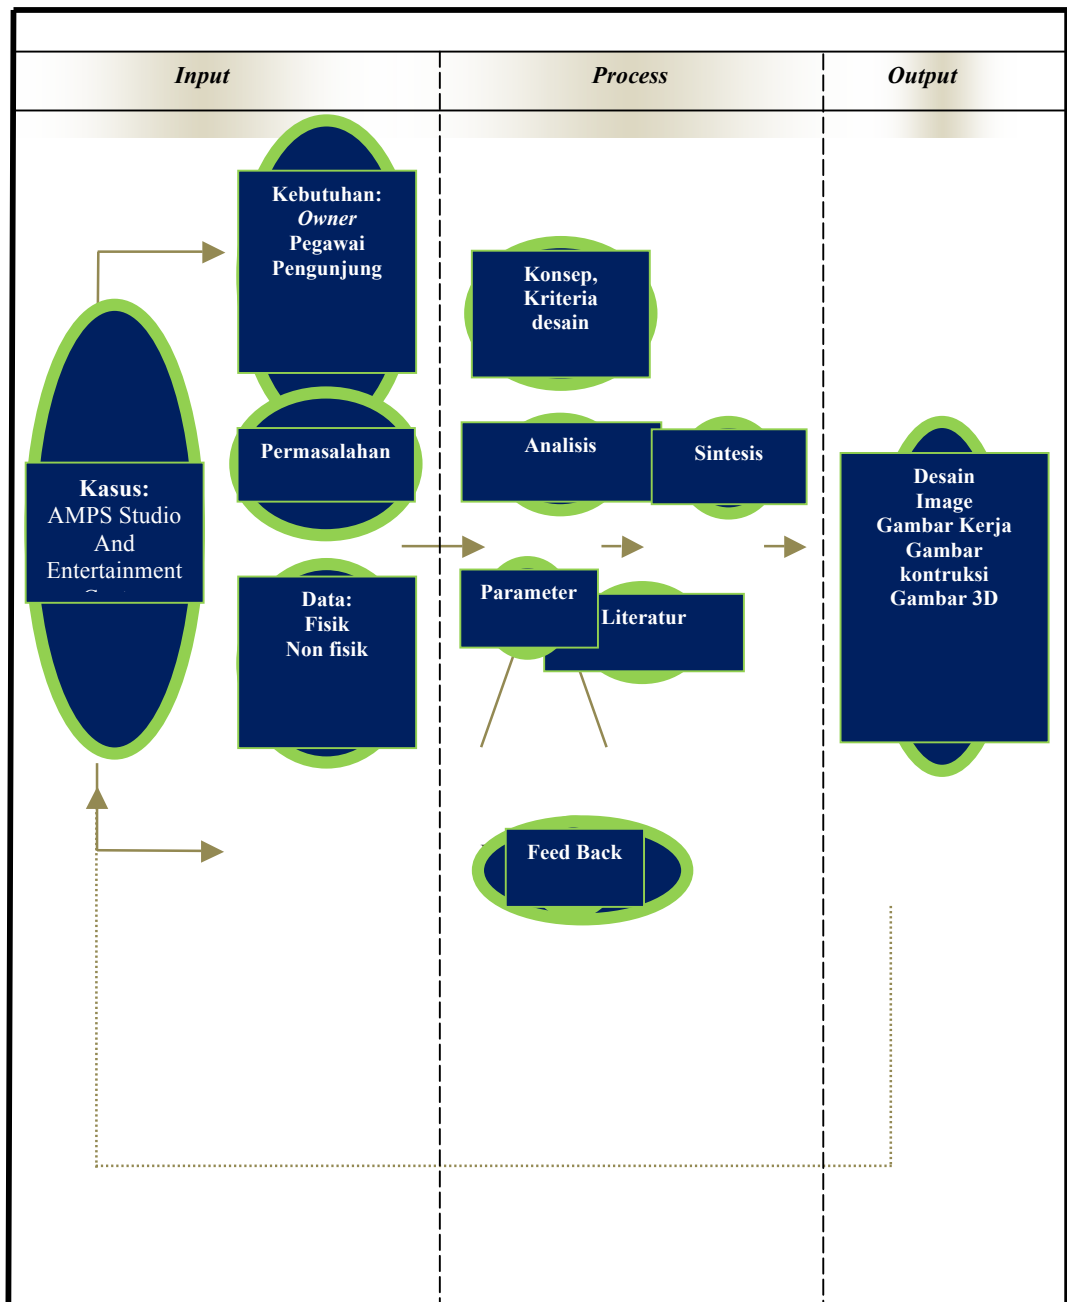 Input
Process
Output
Kebutuhan:
Owner
Pegawai
Pengunjung
Permasalahan
Kasus:
AMPS Studio
And
Entertainment
Data:
Fisik
Non fisik
Konsep,
Kriteria
desain
Analisis
Sintesis
Parameter
Literatur
Feed Back
Desain
Image
Gambar Kerja
Gambar
kontruksi
Gambar 3D